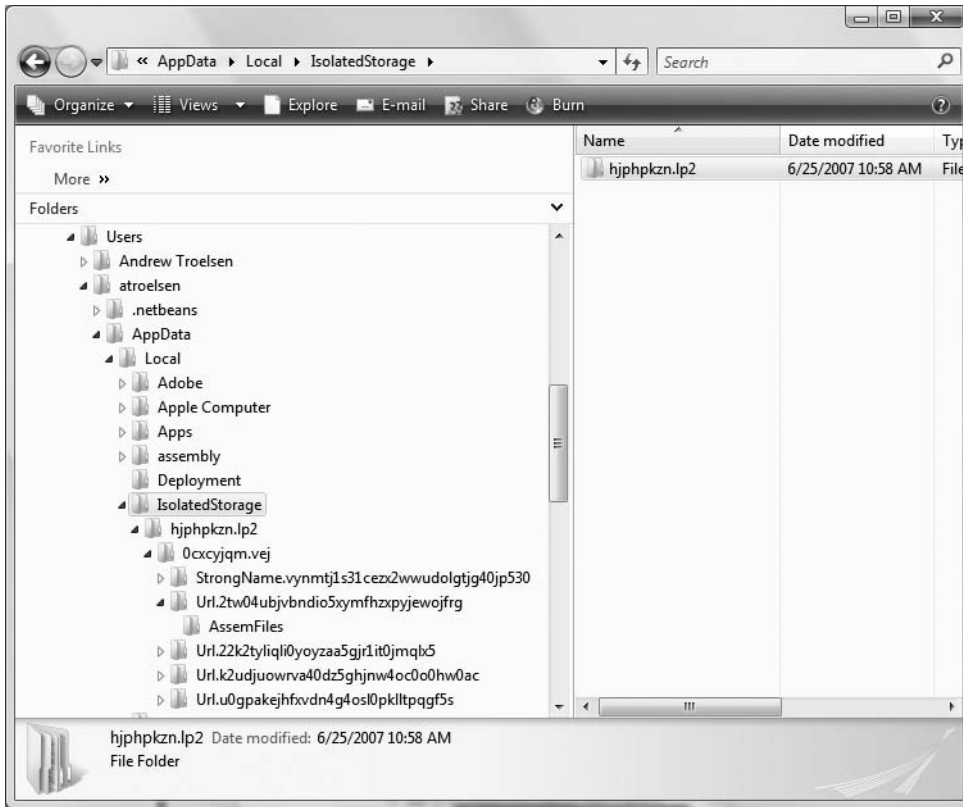 « AppData Local IsolatedStorage Search
Organize Views Explore E-mail Share Burn ?
Favorite Links
More »
Folders
Users
Andrew Troelsen
atroelsen
.netbeans
AppData
Local
Adobe
Apple Computer
Apps
assembly
Deployment
IsolatedStorage
hjphpkzn.lp2
0cxcyjqm.vej
StrongName.vynmtj1s31cezx2wwudolgtjg40jp530
Url.2tw04ubjvbndio5xymfhzxpyjewojfrg
AssemFiles
Url.22k2tyliqli0yoyzaa5gjr1it0jmqlx5
Url.k2udjuowrva40dz5ghjnw4oc0o0hw0ac
Url.u0gpakejhfxvdn4g4osl0pklltpqgf5s
Name Date modified Typ
hjphpkzn.lp2 6/25/2007 10:58 AM File
hjphpkzn.lp2 Date modified: 6/25/2007 10:58 AM
File Folder